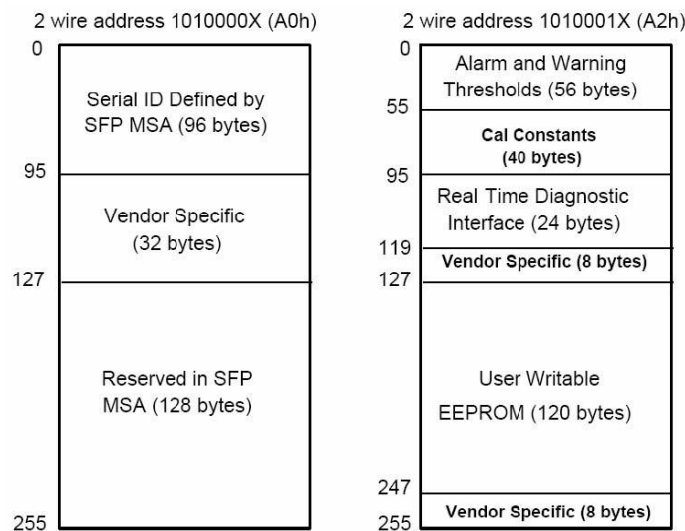 2 wire address 1010000X (A0h)
0
Serial ID Defined by
SFP MSA (96 bytes)
95
Vendor Specific
(32 bytes)
127
Reserved in SFP
MSA (128 bytes)
255
2 wire address 1010001X (A2h)
0
Alarm and Warning
Thresholds (56 bytes)
55
Cal Constants
(40 bytes)
95
Real Time Diagnostic
Interface (24 bytes)
119
Vendor Specific (8 bytes)
127
User Writable
EEPROM (120 bytes)
247
Vendor Specific (8 bytes)
255